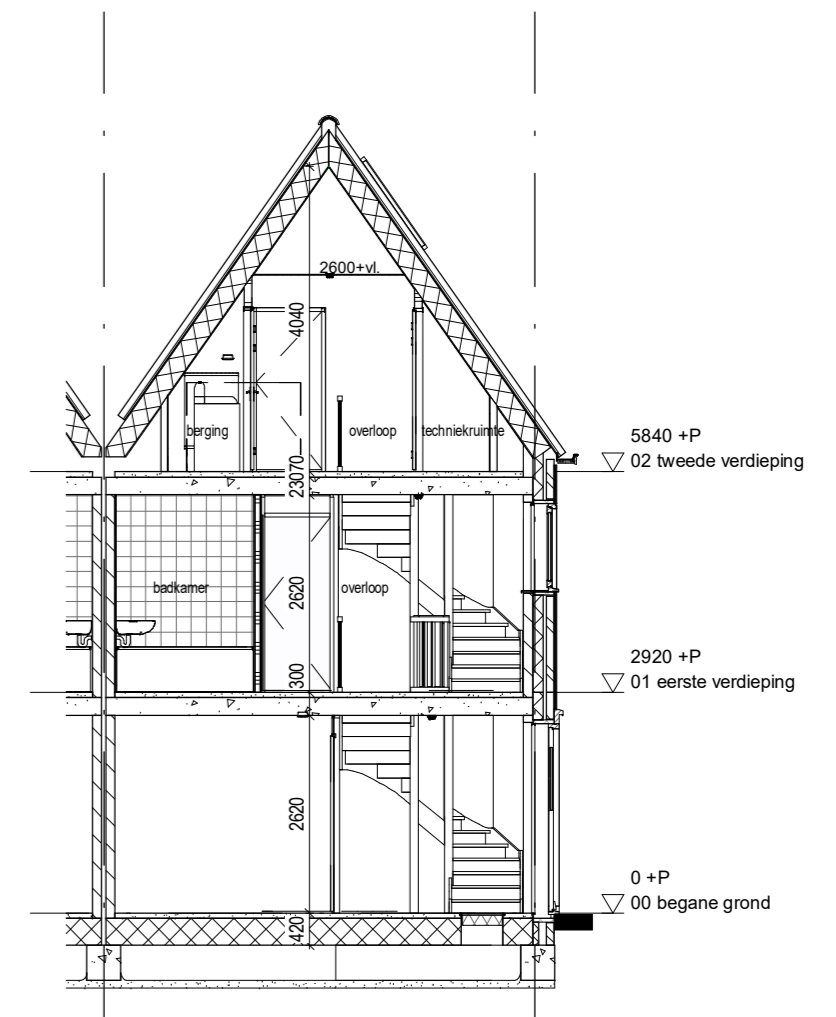 2600+vl.
4040
berging
overloop
techniekruimte
5840 +P
02 tweede verdieping
23070
badkamer
2620
overloop
2920 +P
01 eerste verdieping
300
2620
0 +P
00 begane grond
420